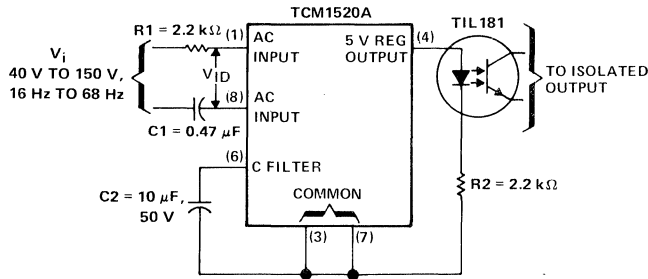 TCM1520A
R1 = 2.2 kΩ
(1)
AC
INPUT
5 V REG
OUTPUT
(4)
TIL181
Vi
40 V TO 150 V,
16 Hz TO 68 Hz
VID
(8)
AC
INPUT
C1 = 0.47 μF
TO ISOLATED
OUTPUT
(6)
C FILTER
C2 = 10 μF,
50 V
COMMON
(3)
(7)
R2 = 2.2 kΩ